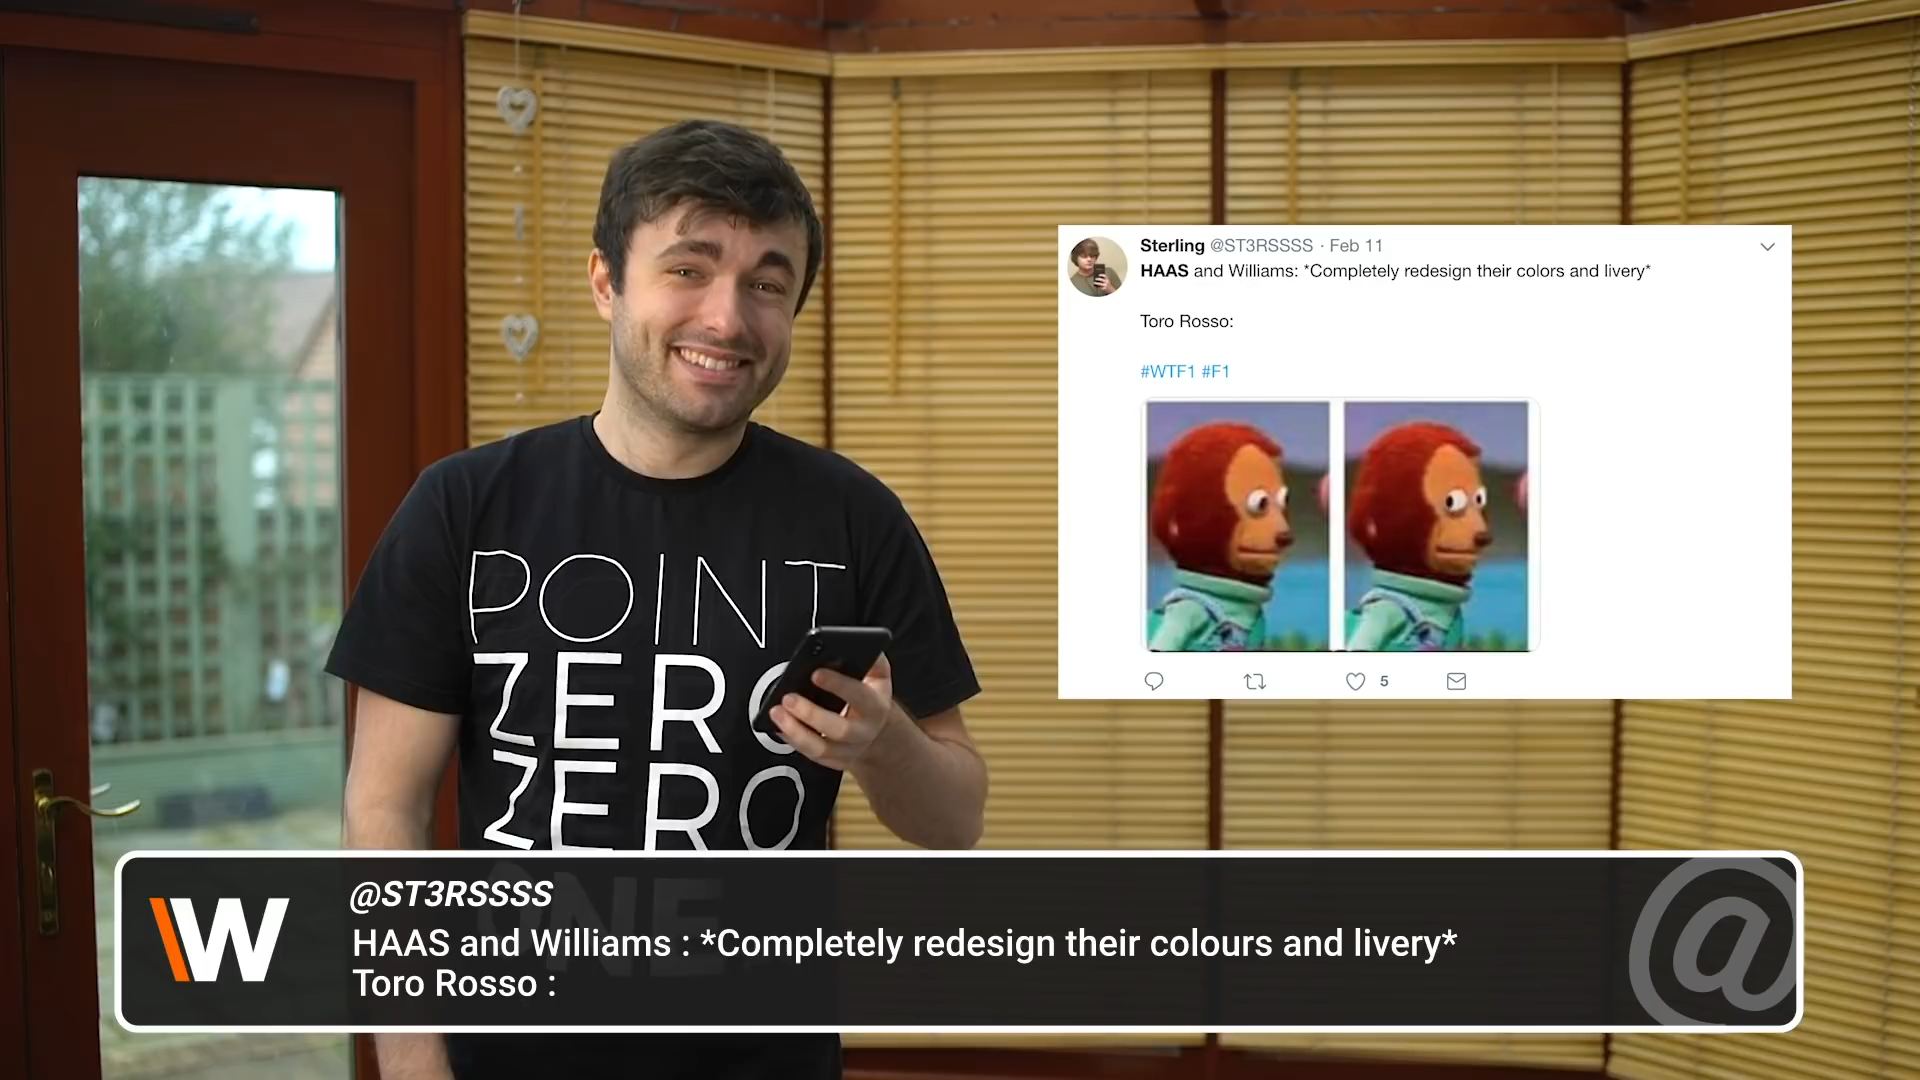 POINT
ZERO
ZERO
ONE
Sterling @ST3RSSSS · Feb 11
HAAS and Williams: *Completely redesign their colors and livery*
Toro Rosso:
#WTF1 #F1
5
W
@ST3RSSSS
HAAS and Williams : *Completely redesign their colours and livery*
Toro Rosso :
@